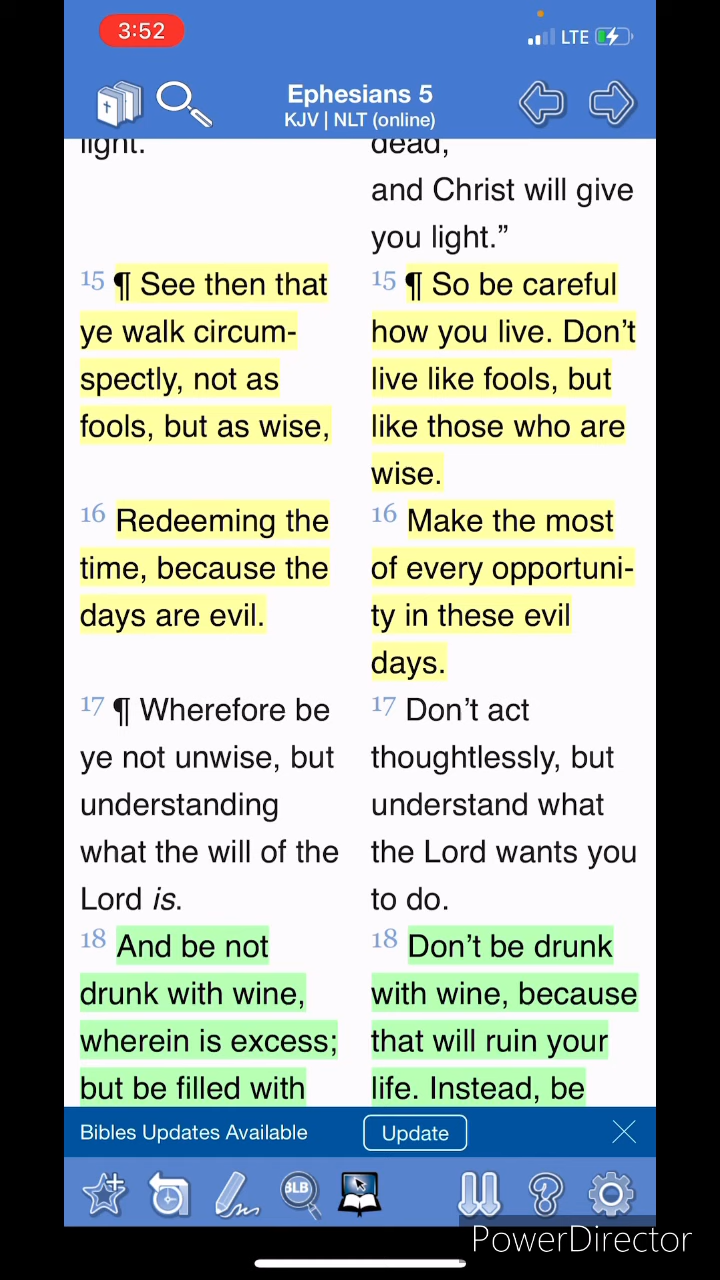 3:52
LTE
Ephesians 5
KJV | NLT (online)
light.
15 ¶ See then that
ye walk circum-
spectly, not as
fools, but as wise,
16 Redeeming the
time, because the
days are evil.
17 ¶ Wherefore be
ye not unwise, but
understanding
what the will of the
Lord is.
18 And be not
drunk with wine,
wherein is excess;
but be filled with
dead,
and Christ will give
you light.”
15 ¶ So be careful
how you live. Don’t
live like fools, but
like those who are
wise.
16 Make the most
of every opportuni-
ty in these evil
days.
17 Don’t act
thoughtlessly, but
understand what
the Lord wants you
to do.
18 Don’t be drunk
with wine, because
that will ruin your
life. Instead, be
Bibles Updates Available
Update
BLB
PowerDirector